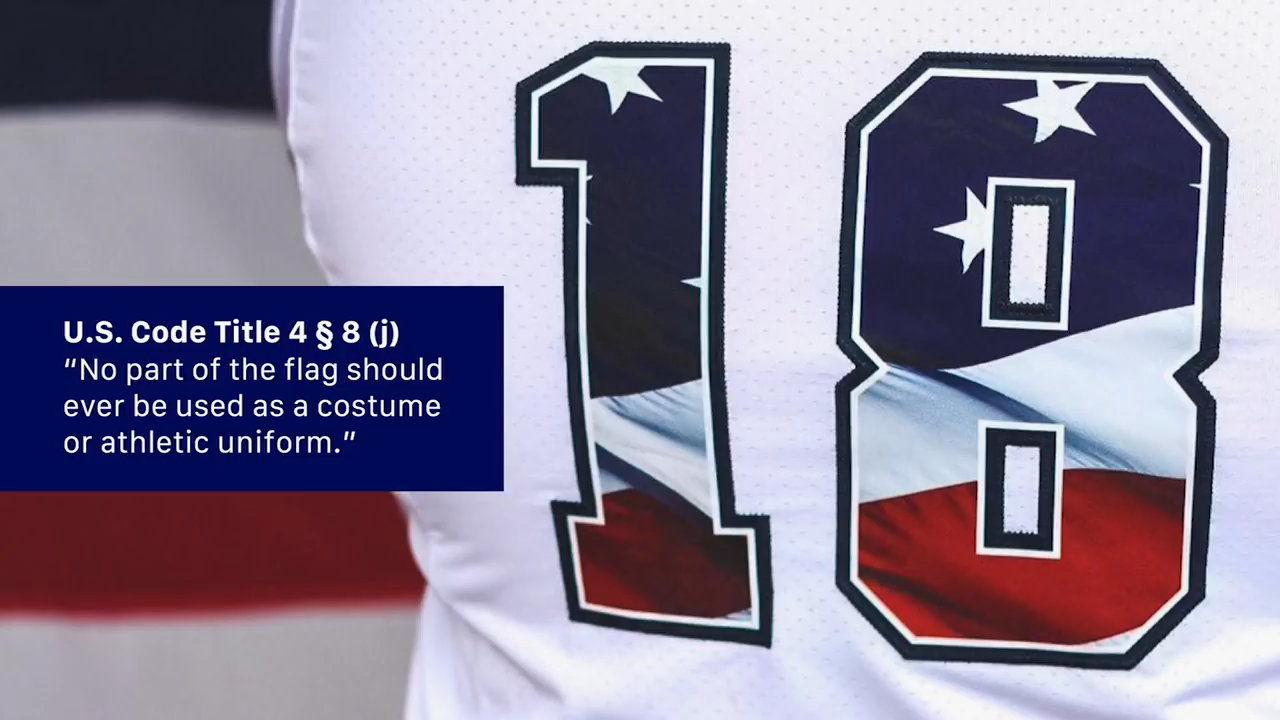 U.S. Code Title 4 § 8 (j)
“No part of the flag should
ever be used as a costume
or athletic uniform.”
18